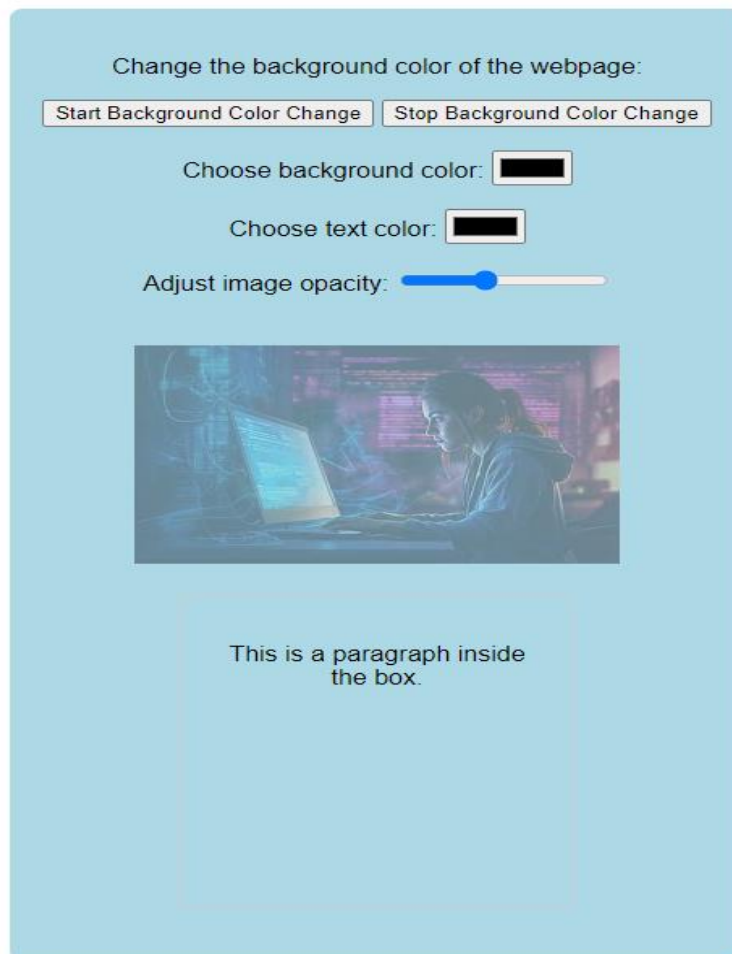 Change the background color of the webpage:
Start Background Color Change Stop Background Color Change
Choose background color:
Choose text color:
Adjust image opacity:
This is a paragraph inside
the box.